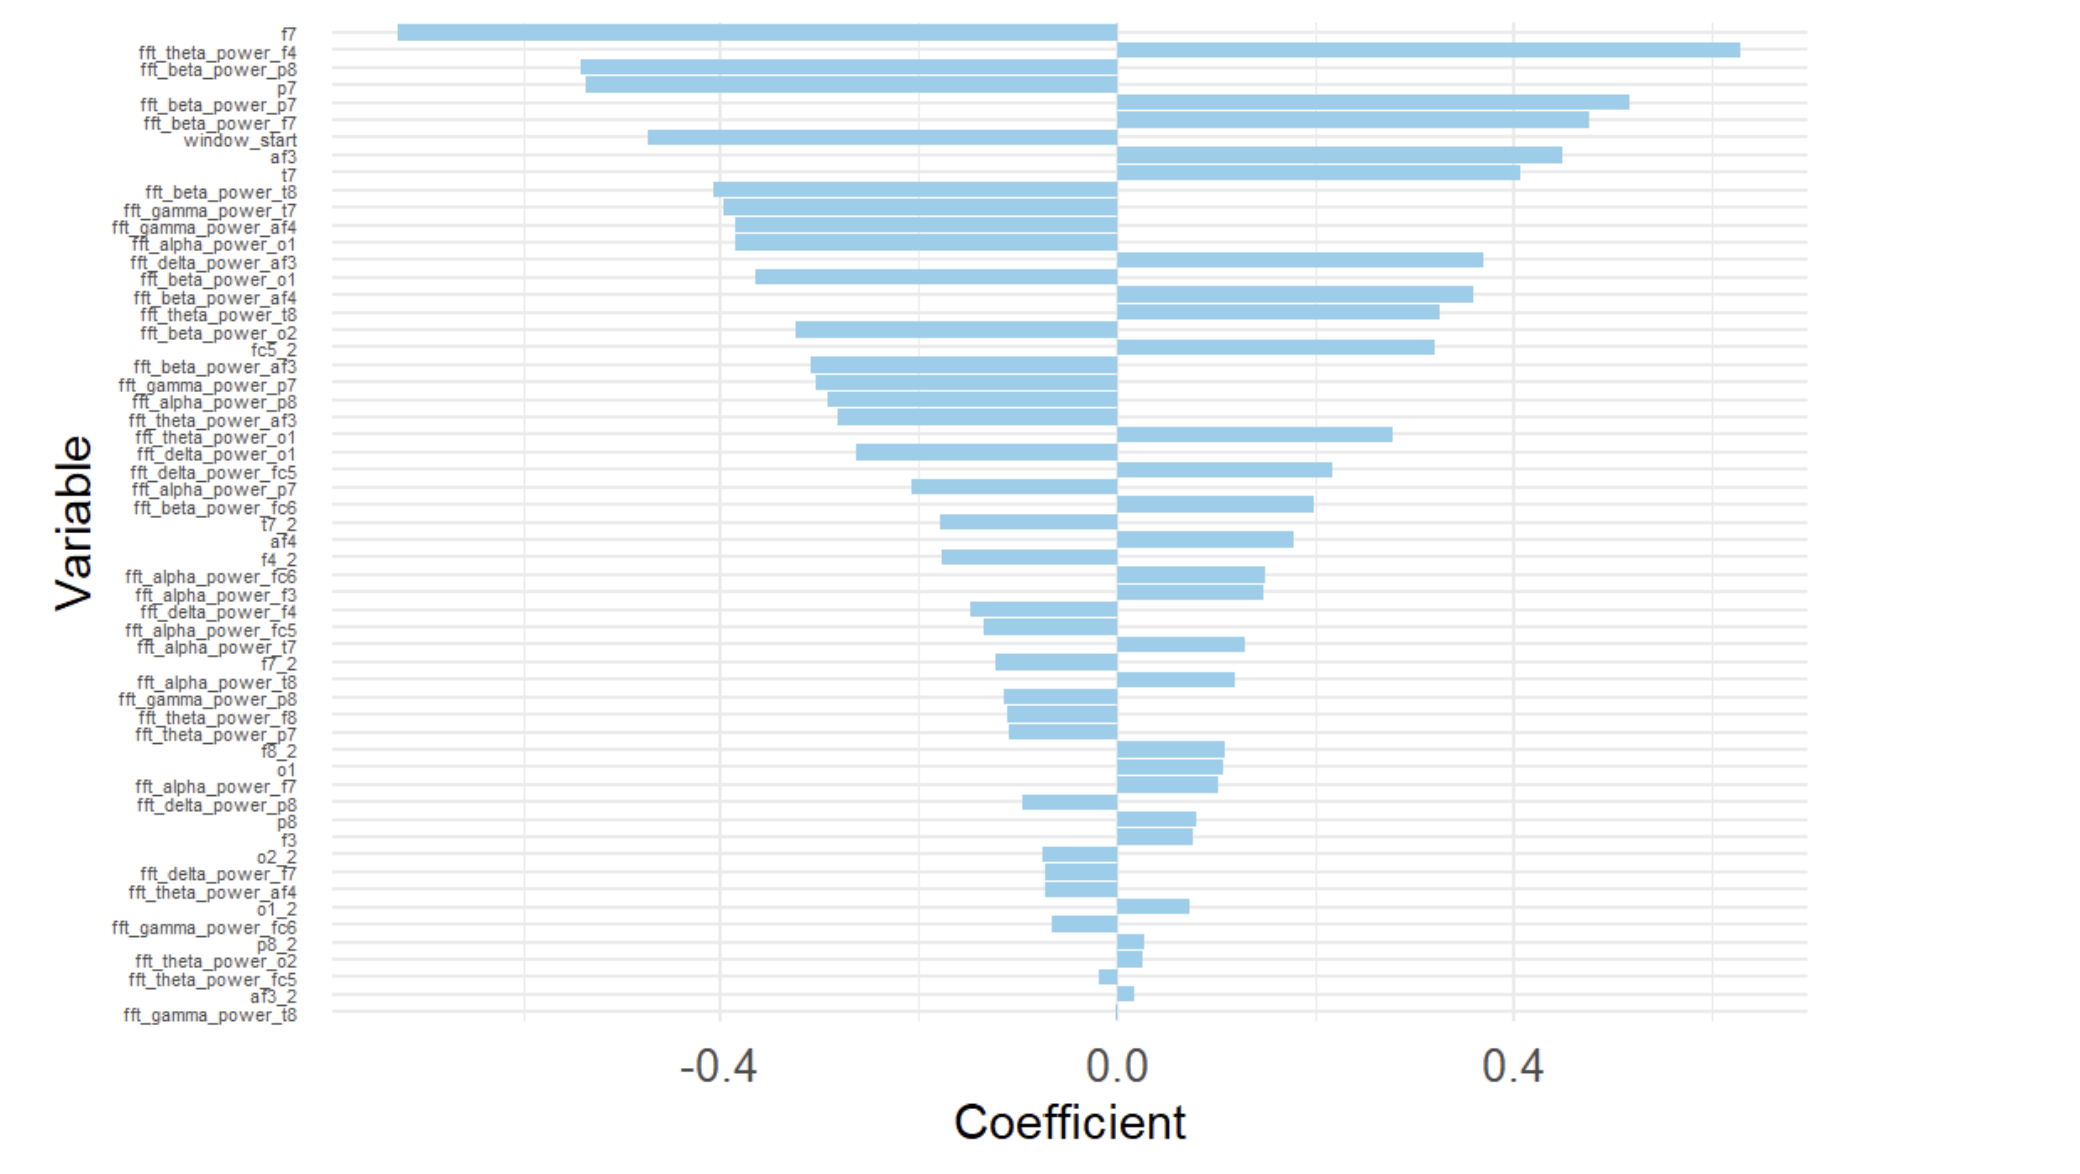 f7
fft_theta_power_f4
fft_beta_power_p8
p7
fft_beta_power_p7
fft_beta_power_f7
window_start
af3
t7
fft_beta_power_t8
fft_gamma_power_t7
fft_gamma_power_af4
fft_alpha_power_o1
fft_delta_power_af3
fft_beta_power_o1
fft_beta_power_af4
fft_theta_power_t8
fft_beta_power_o2
fc5_2
fft_beta_power_af3
fft_gamma_power_p7
fft_alpha_power_p8
fft_theta_power_af3
fft_theta_power_o1
fft_delta_power_o1
fft_delta_power_fc5
fft_alpha_power_p7
fft_beta_power_fc6
t7_2
af4
f4_2
fft_alpha_power_fc6
fft_alpha_power_f3
fft_delta_power_f4
fft_alpha_power_fc5
fft_alpha_power_t7
f7_2
fft_alpha_power_t8
fft_gamma_power_p8
fft_theta_power_f8
fft_theta_power_p7
f8_2
o1
fft_alpha_power_f7
fft_delta_power_p8
p8
f3
o2_2
fft_delta_power_f7
fft_theta_power_af4
o1_2
fft_gamma_power_fc6
p8_2
fft_theta_power_o2
fft_theta_power_fc5
af3_2
fft_gamma_power_t8
Variable
-0.4 0.0 0.4
Coefficient